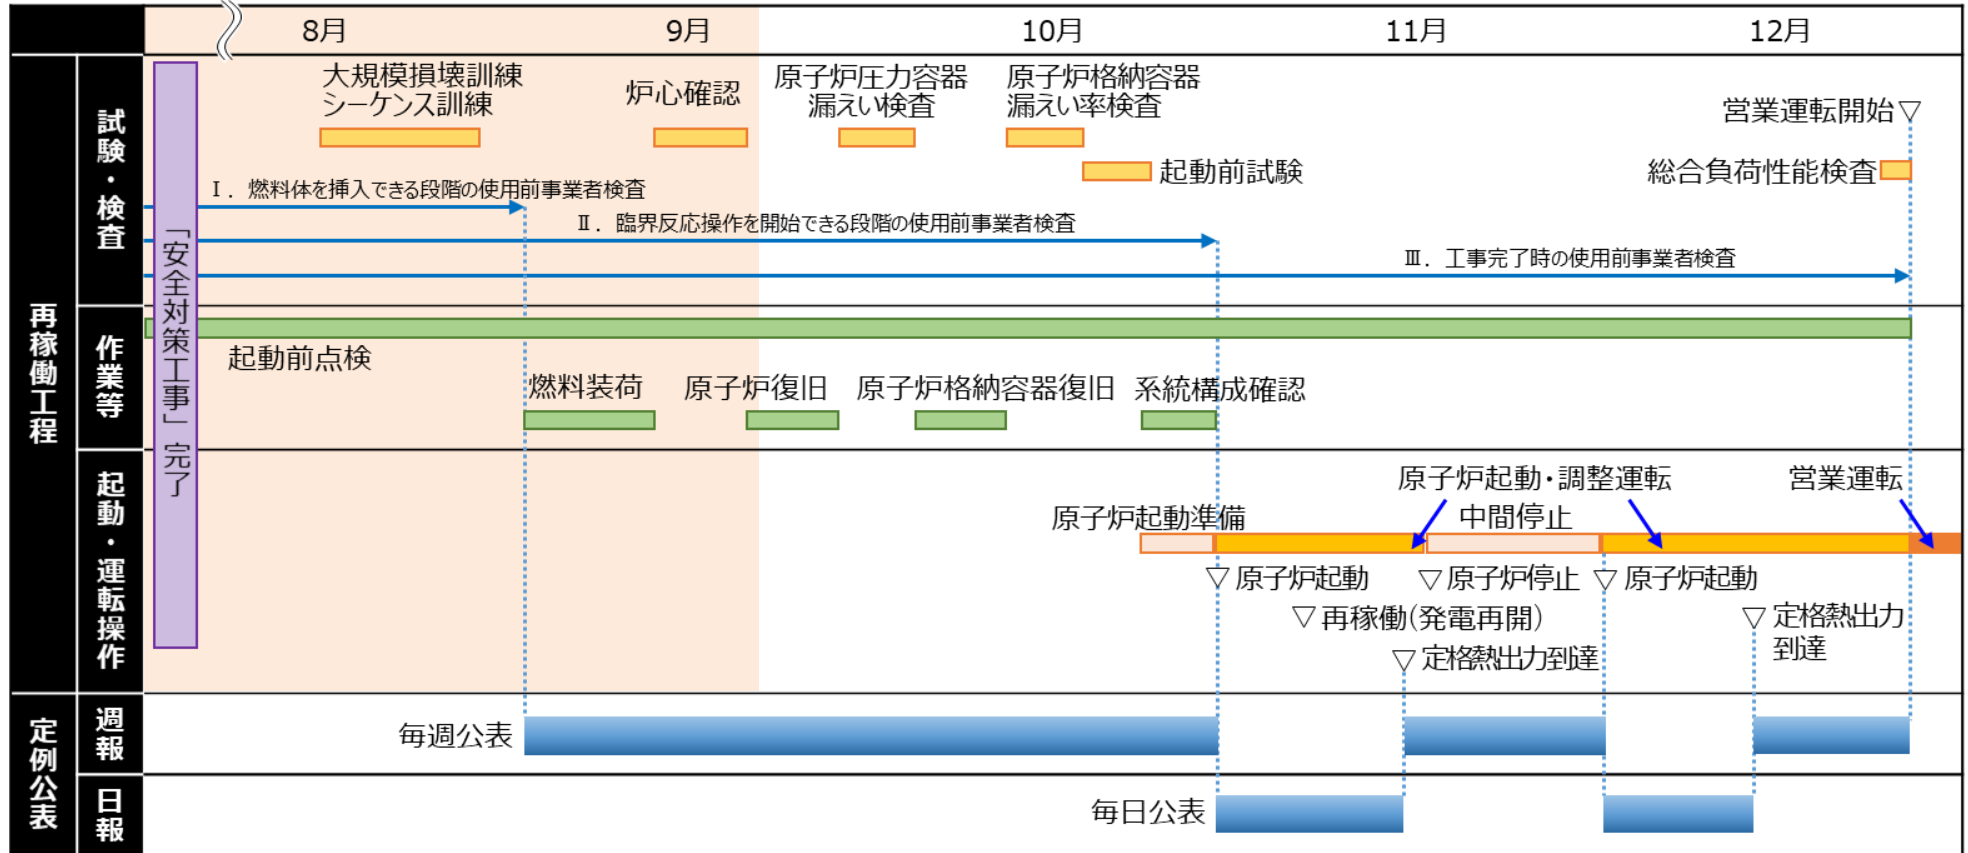 8月
9月
10月
11月
12月
再稼働工程
試験・検査
「安全対策工事」完了
大規模損壊訓練
シーケンス訓練
炉心確認
原子炉圧力容器
漏えい検査
原子炉格納容器
漏えい率検査
起動前試験
営業運転開始▽
総合負荷性能検査
Ⅰ．燃料体を挿入できる段階の使用前事業者検査
Ⅱ．臨界反応操作を開始できる段階の使用前事業者検査
Ⅲ．工事完了時の使用前事業者検査
作業等
起動前点検
燃料装荷
原子炉復旧
原子炉格納容器復旧
系統構成確認
起動・運転操作
原子炉起動・調整運転
営業運転
原子炉起動準備
中間停止
▽原子炉起動
▽原子炉停止
▽原子炉起動
▽再稼働(発電再開)
▽定格熱出力
到達
▽定格熱出力到達
定例公表
週報
毎週公表
日報
毎日公表